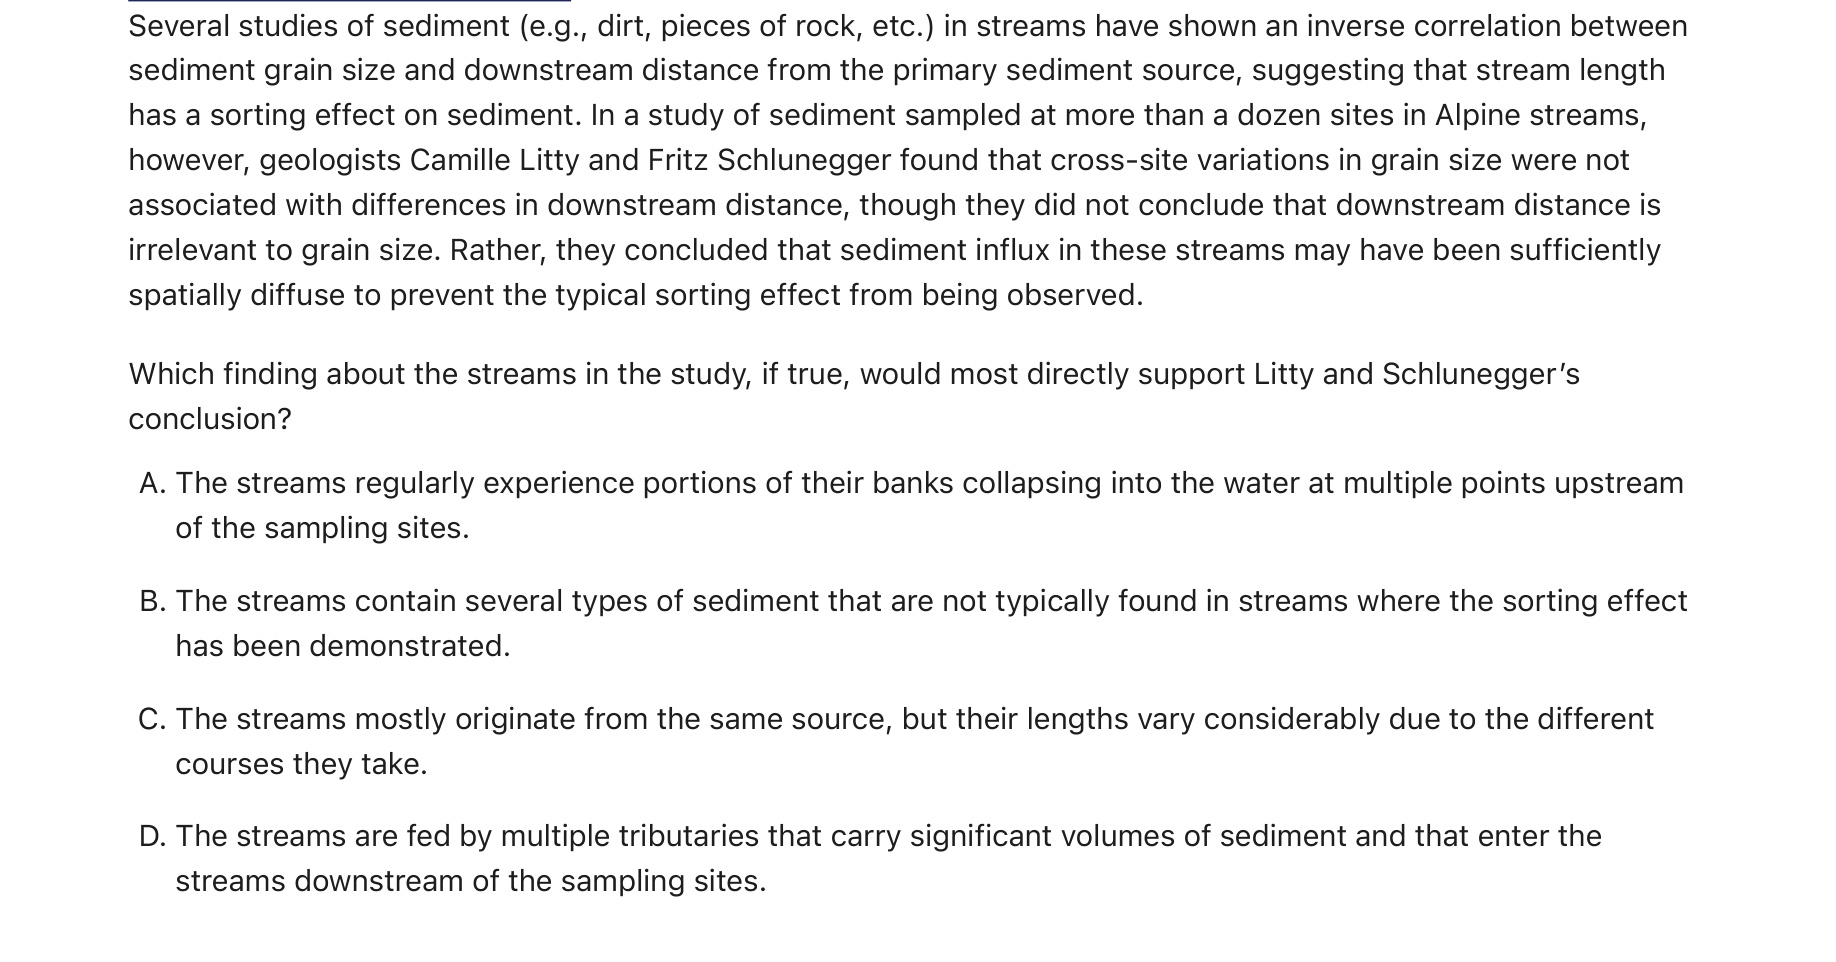 Several studies of sediment (e.g., dirt, pieces of rock, etc.) in streams have shown an inverse correlation between
sediment grain size and downstream distance from the primary sediment source, suggesting that stream length
has a sorting effect on sediment. In a study of sediment sampled at more than a dozen sites in Alpine streams,
however, geologists Camille Litty and Fritz Schlunegger found that cross-site variations in grain size were not
associated with differences in downstream distance, though they did not conclude that downstream distance is
irrelevant to grain size. Rather, they concluded that sediment influx in these streams may have been sufficiently
spatially diffuse to prevent the typical sorting effect from being observed.
Which finding about the streams in the study, if true, would most directly support Litty and Schlunegger’s
conclusion?
A. The streams regularly experience portions of their banks collapsing into the water at multiple points upstream
of the sampling sites.
B. The streams contain several types of sediment that are not typically found in streams where the sorting effect
has been demonstrated.
C. The streams mostly originate from the same source, but their lengths vary considerably due to the different
courses they take.
D. The streams are fed by multiple tributaries that carry significant volumes of sediment and that enter the
streams downstream of the sampling sites.